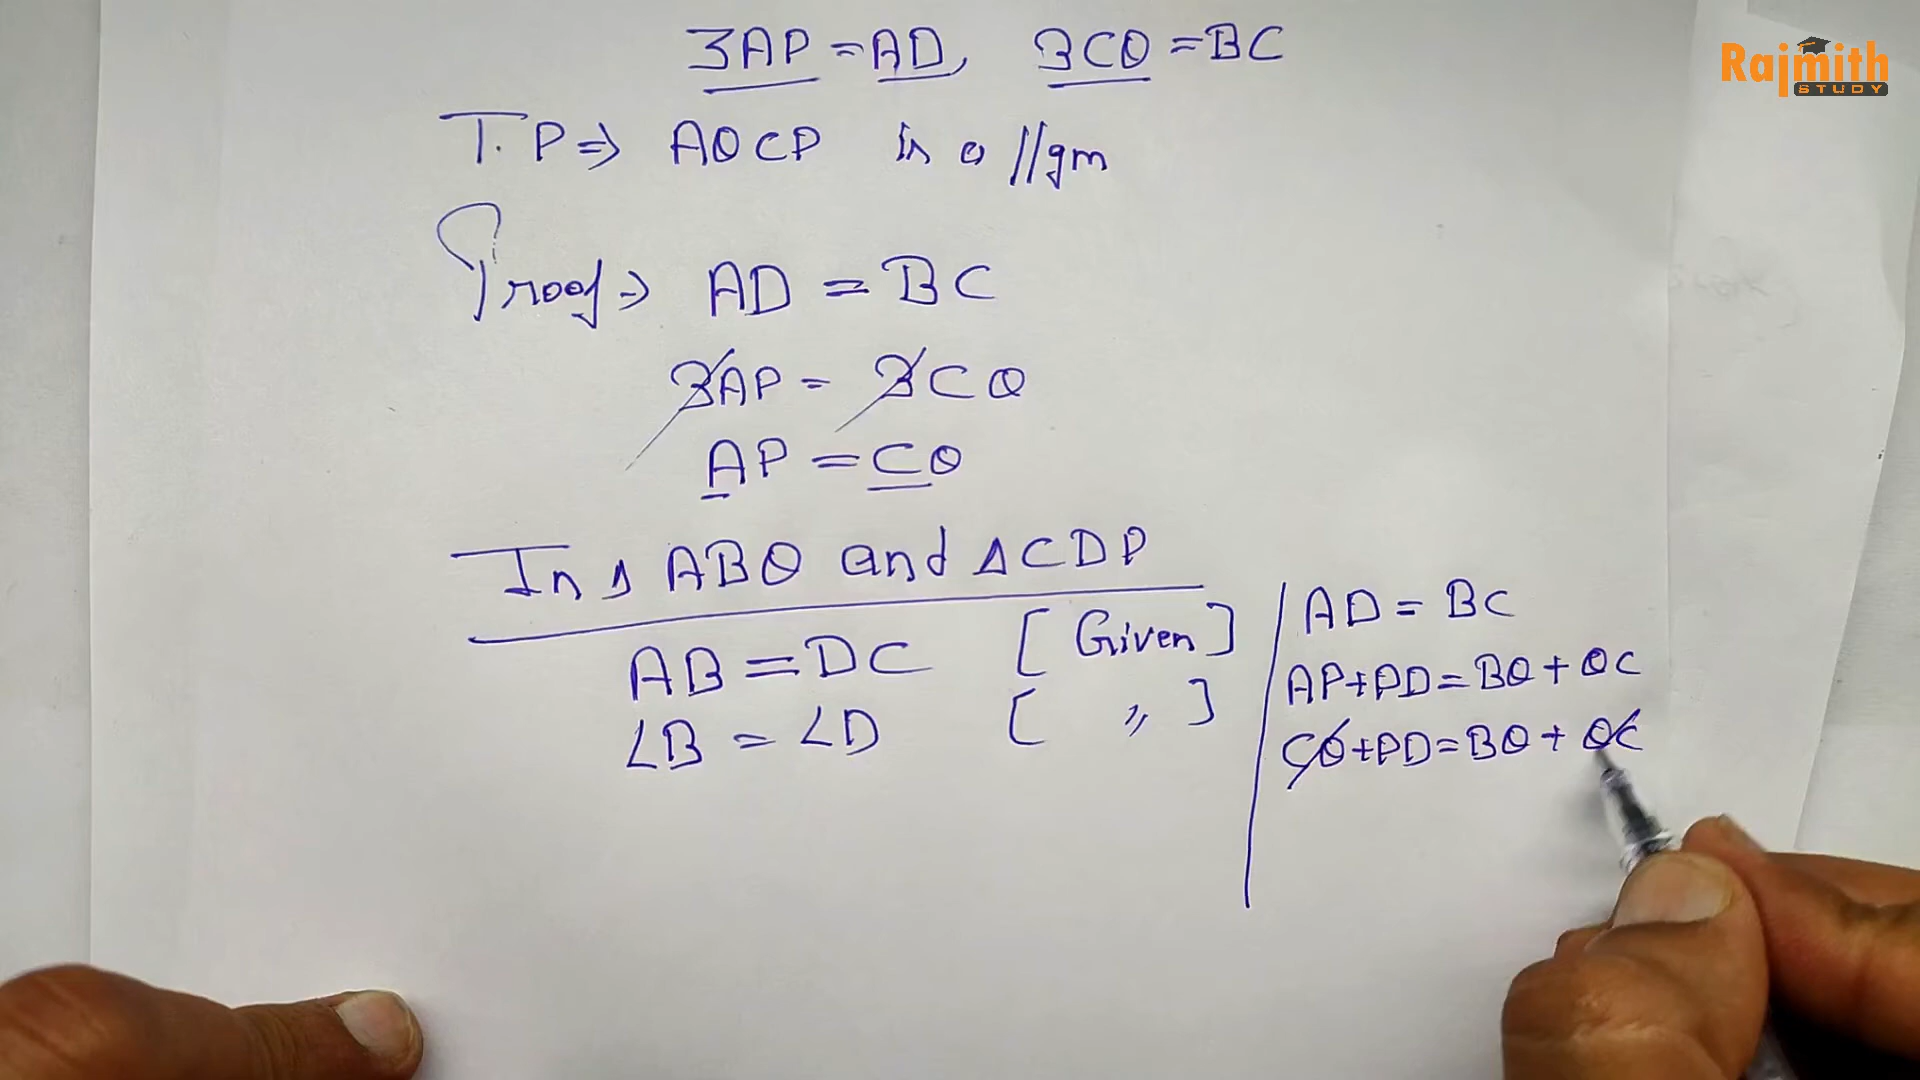 Rajmith
STUDY
3AP = AD, 3CQ = BC
T.P ⇒ AQCP is a //gm
Proof ⇒ AD = BC
3AP = 3CQ
AP = CQ
In Δ ABQ and Δ CDP
AB = DC [Given]
∠B = ∠D [ ,, ]
AD = BC
AP+PD = BQ + QC
CQ+PD = BQ + QC